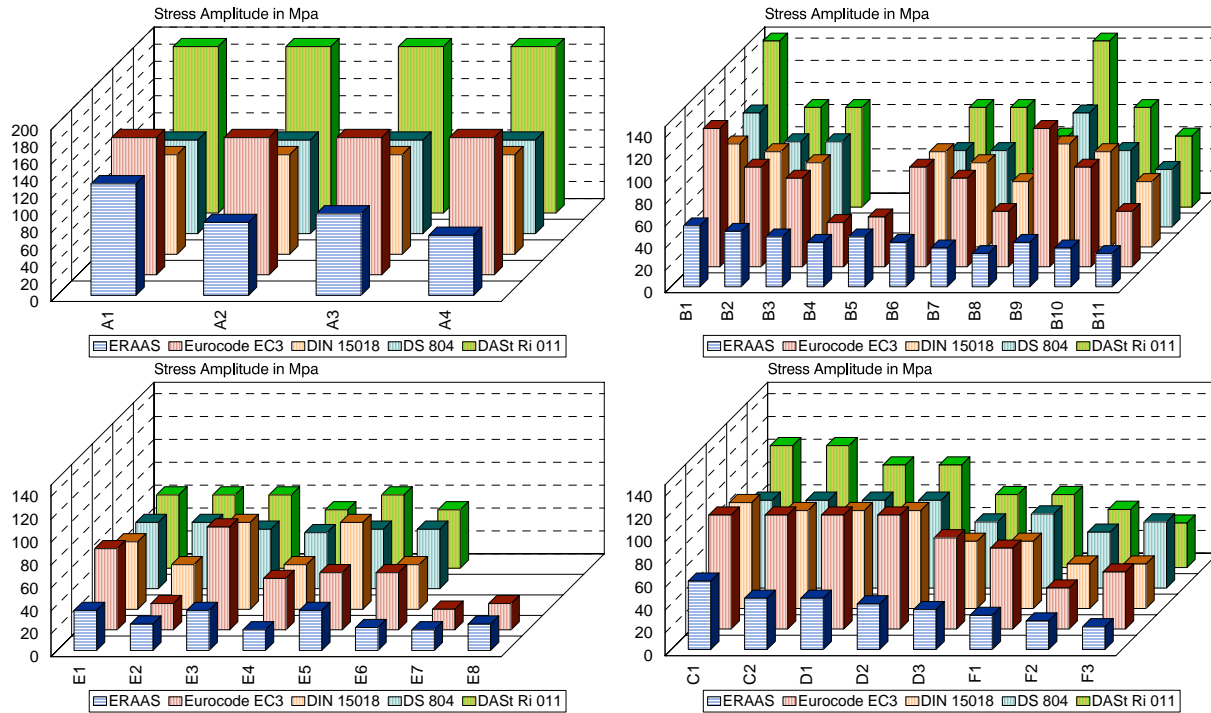 Stress Amplitude in Mpa
200
180
160
140
120
100
80
60
40
20
0
A1 A2 A3 A4
ERAAS Eurocode EC3 DIN 15018 DS 804 DASt Ri 011
Stress Amplitude in Mpa
140
120
100
80
60
40
20
0
B1 B2 B3 B4 B5 B6 B7 B8 B9 B10 B11
ERAAS Eurocode EC3 DIN 15018 DS 804 DASt Ri 011
Stress Amplitude in Mpa
140
120
100
80
60
40
20
0
E1 E2 E3 E4 E5 E6 E7 E8
ERAAS Eurocode EC3 DIN 15018 DS 804 DASt Ri 011
Stress Amplitude in Mpa
140
120
100
80
60
40
20
0
C1 C2 D1 D2 D3 F1 F2 F3
ERAAS Eurocode EC3 DIN 15018 DS 804 DASt Ri 011